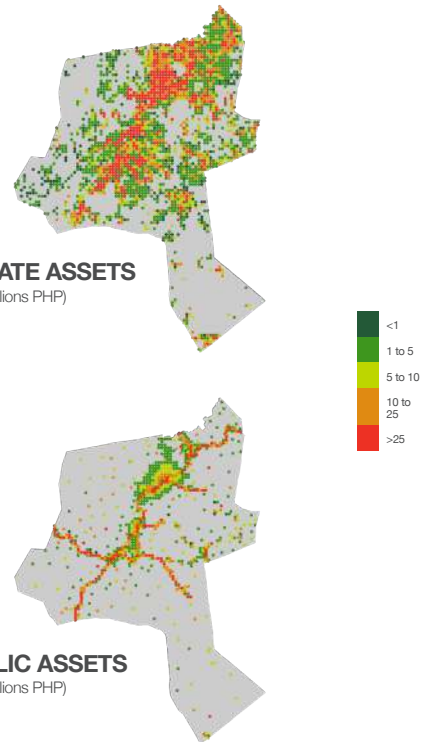 ATE ASSETS
lions PHP)
<1
1 to 5
5 to 10
10 to
25
>25
LIC ASSETS
lions PHP)